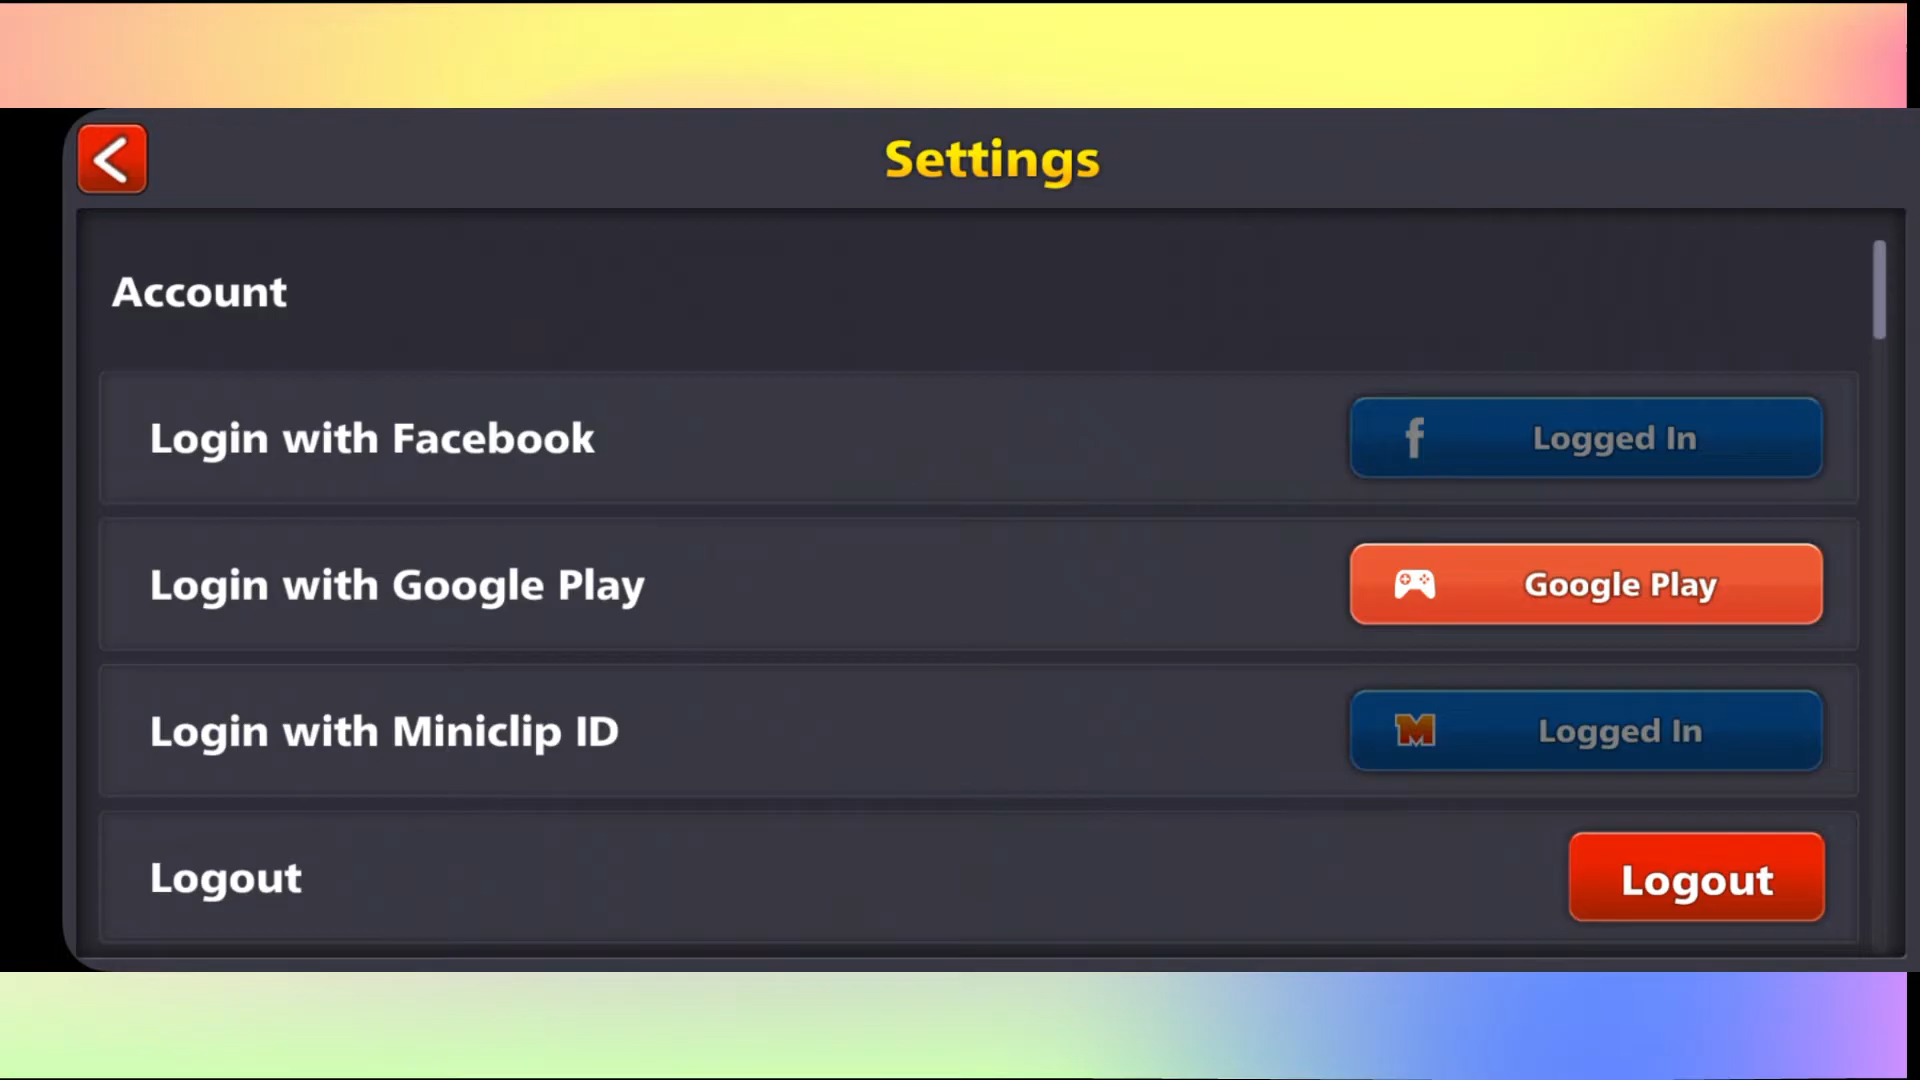 Settings
Account
Login with Facebook
Logged In
Login with Google Play
Google Play
Login with Miniclip ID
Logged In
Logout
Logout